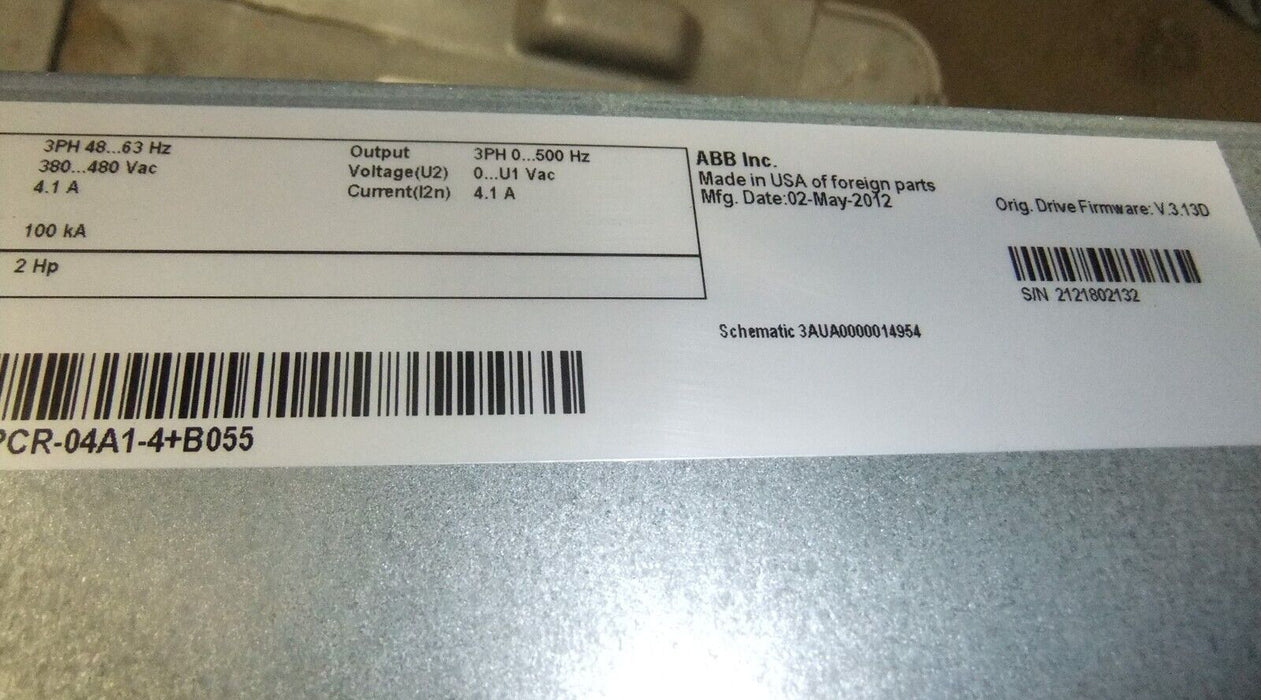 3PH 48...63 Hz
380...480 Vac
4.1 A
100 kA
2 Hp
Output 3PH 0...500 Hz
Voltage(U2) 0...U1 Vac
Current(I2n) 4.1 A
ABB Inc.
Made in USA of foreign parts
Mfg. Date:02-May-2012
Orig. Drive Firmware: V.3.13D
S/N 2121802132
Schematic 3AUA0000014954
PCR-04A1-4+B055